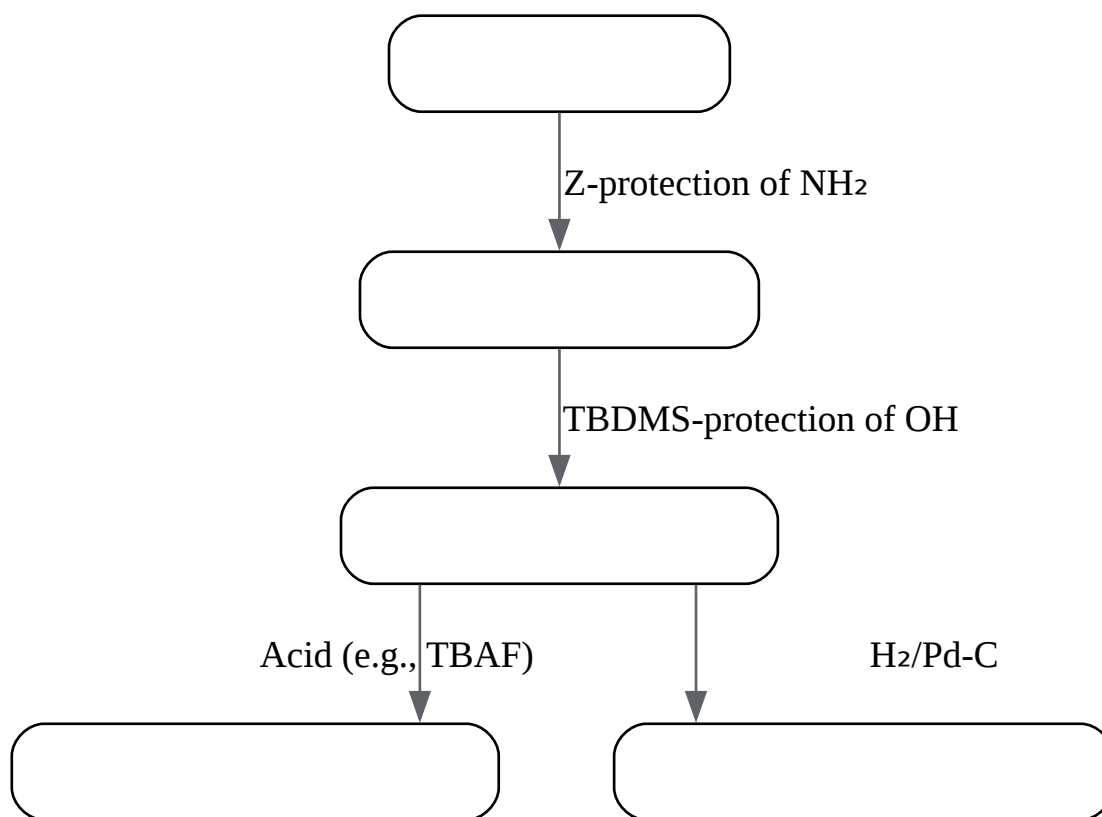 Z-protection of NH₂
TBDMS-protection of OH
Acid (e.g., TBAF)
H₂/Pd-C